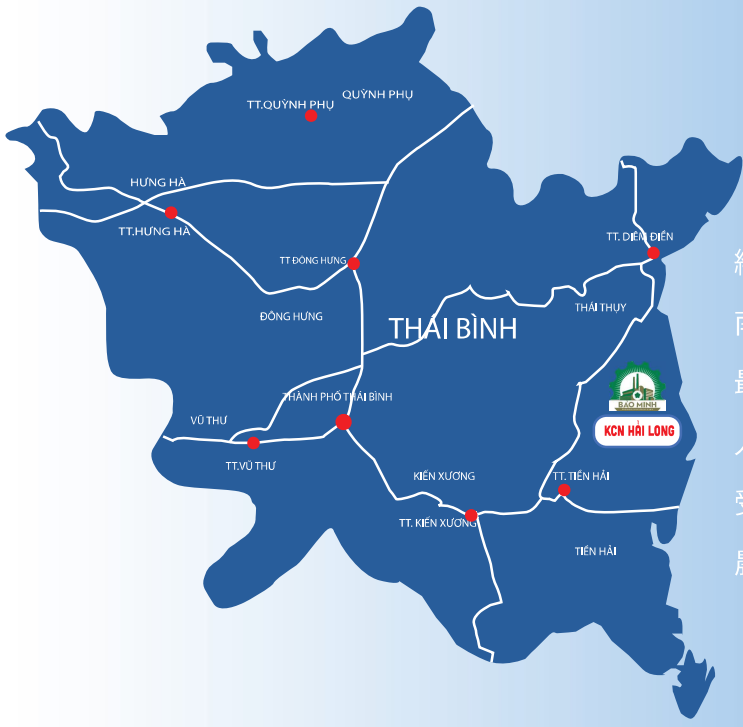 QUỲNH PHỤ
TT.QUỲNH PHỤ
HƯNG HÀ
TT.HƯNG HÀ
TT. DIÊM ĐIỀN
TT ĐÔNG HƯNG
THÁI THỤY
ĐÔNG HƯNG
THÁI BÌNH
BAO MINH
THÀNH PHỐ THÁI BÌNH
VŨ THƯ
KCN HẢI LONG
TT.VŨ THƯ
KIẾN XƯƠNG
TT. TIỀN HẢI
TT. KIẾN XƯƠNG
TIỀN HẢI